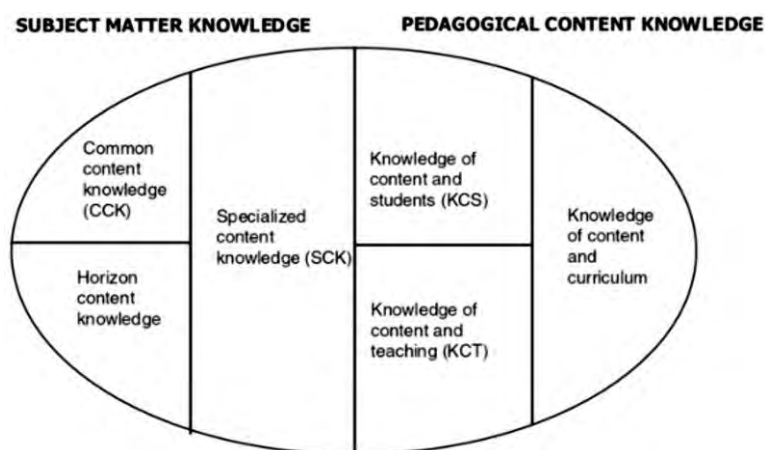 SUBJECT MATTER KNOWLEDGE
PEDAGOGICAL CONTENT KNOWLEDGE
Common
content
knowledge
(CCK)
Horizon
content
knowledge
Specialized
content
knowledge (SCK)
Knowledge of
content and
students (KCS)
Knowledge of
content and
teaching (KCT)
Knowledge
of content
and
curriculum